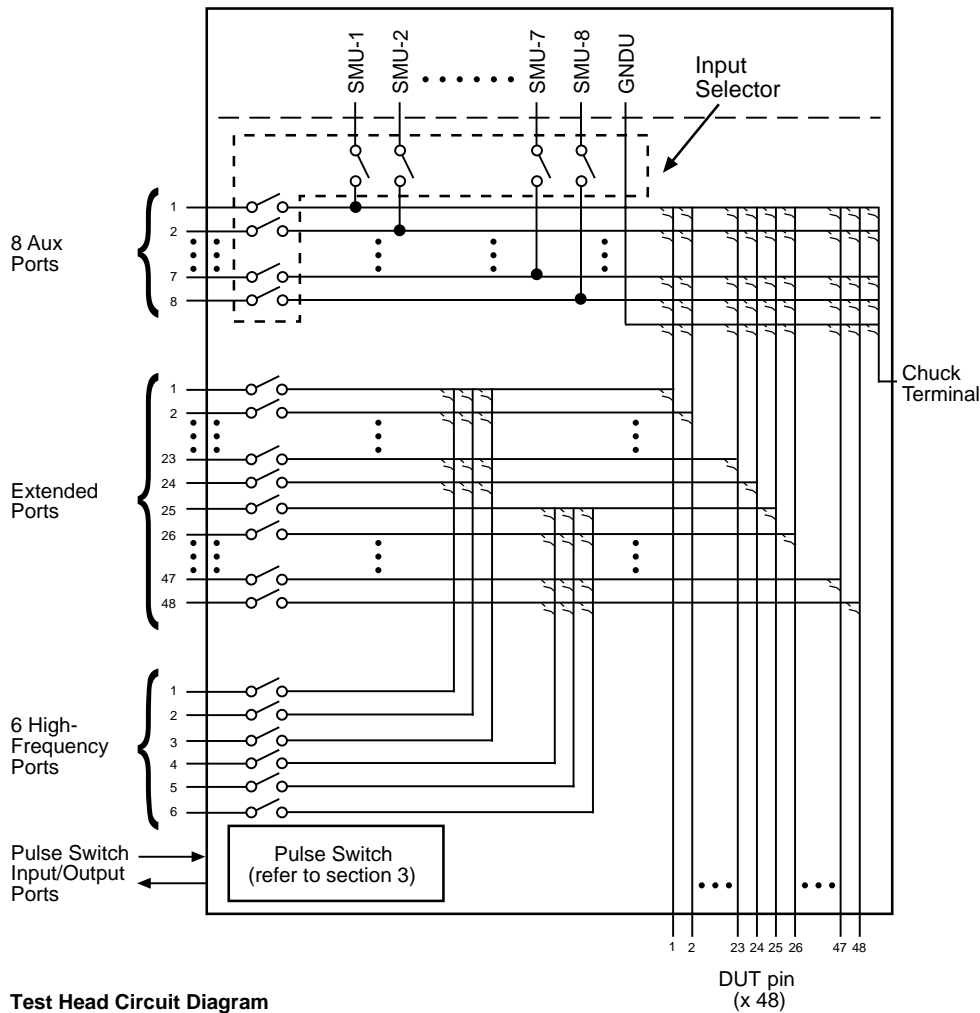 SMU-1
SMU-2
SMU-7
SMU-8
GNDU
Input
Selector
8 Aux
Ports
1
2
7
8
Chuck
Terminal
Extended
Ports
1
2
23
24
25
26
47
48
6 High-
Frequency
Ports
1
2
3
4
5
6
Pulse Switch
Input/Output
Ports
Pulse Switch
(refer to section 3)
1 2 23 24 25 26 47 48
DUT pin
(x 48)
Test Head Circuit Diagram